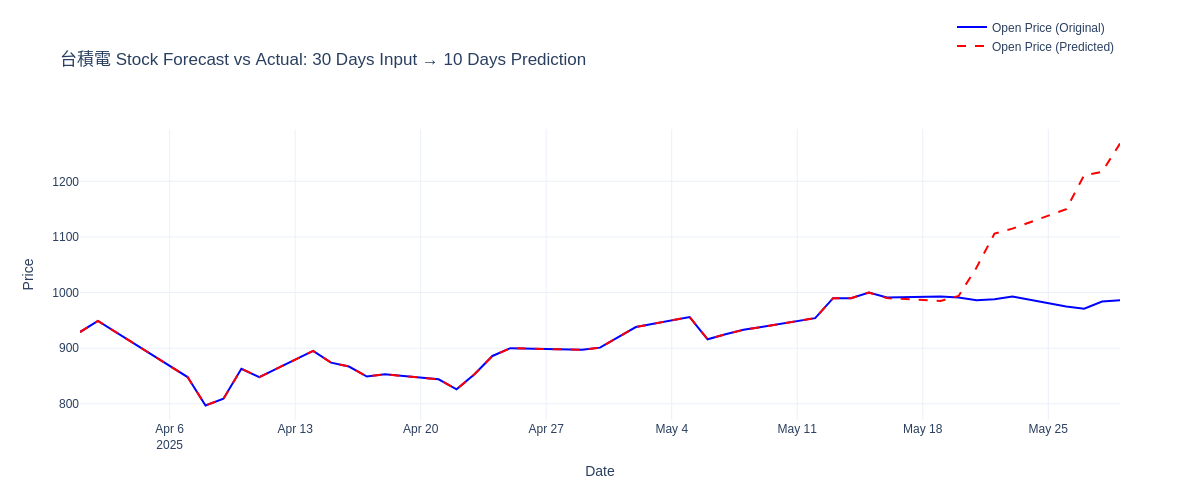 Open Price (Original)
Open Price (Predicted)
台積電 Stock Forecast vs Actual: 30 Days Input → 10 Days Prediction
1200
1100
1000
900
800
Price
Apr 6
2025
Apr 13
Apr 20
Apr 27
May 4
May 11
May 18
May 25
Date